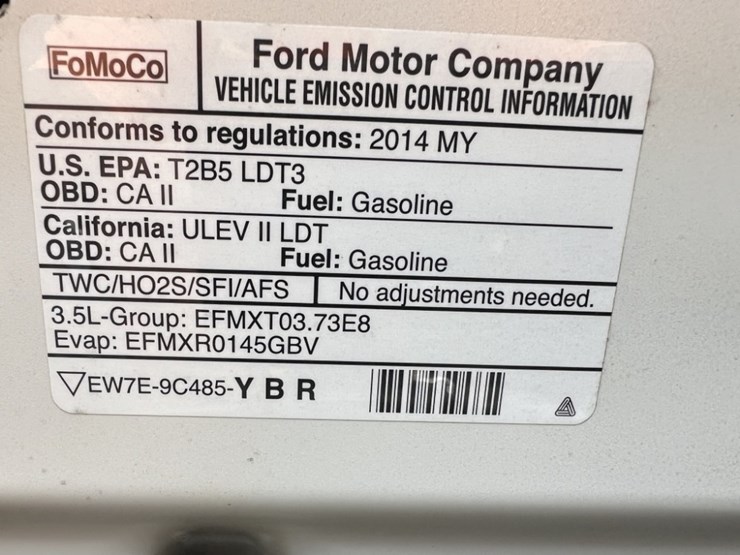 FoMoCo
Ford Motor Company
VEHICLE EMISSION CONTROL INFORMATION
Conforms to regulations: 2014 MY
U.S. EPA: T2B5 LDT3
OBD: CA II Fuel: Gasoline
California: ULEV II LDT
OBD: CA II Fuel: Gasoline
TWC/HO2S/SFI/AFS No adjustments needed.
3.5L-Group: EFMXT03.73E8
Evap: EFMXR0145GBV
EW7E-9C485-Y B R